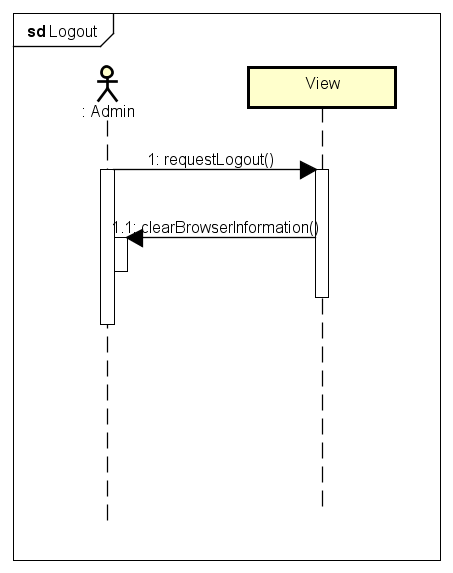 sd Logout
View
: Admin
1: requestLogout()
1.1: clearBrowserInformation()